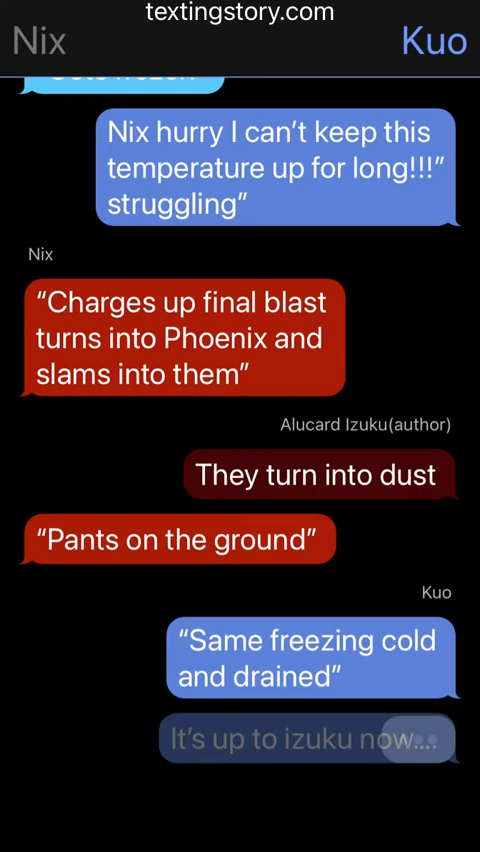 textingstory.com
Nix
Kuo
Nix hurry I can’t keep this
temperature up for long!!!”
struggling”
Nix
“Charges up final blast
turns into Phoenix and
slams into them”
Alucard Izuku(author)
They turn into dust
“Pants on the ground”
Kuo
“Same freezing cold
and drained”
It’s up to izuku now....